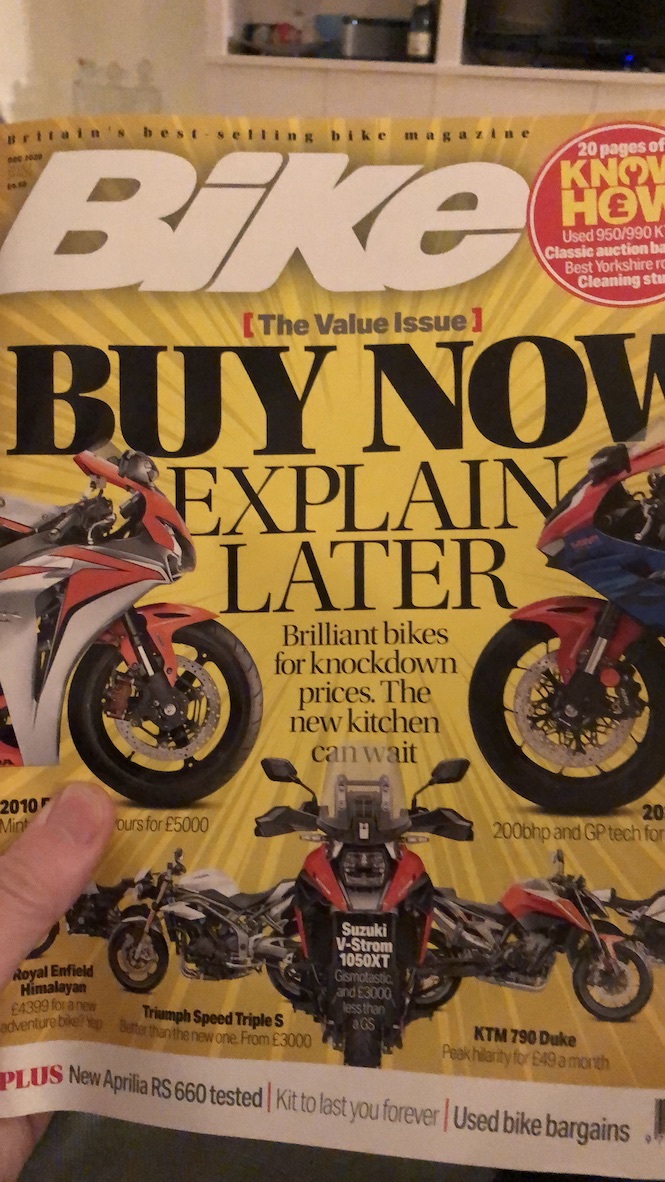 Britain's best-selling bike magazine
DEC 2020
Bike
20 pages of
KNOW
HOW
Used 950/990 K
Classic auction ba
Best Yorkshire ro
Cleaning stu
[The Value Issue]
BUY NOW
EXPLAIN
LATER
Brilliant bikes
for knockdown
prices. The
new kitchen
can wait
2010
Mint ours for £5000
20
200bhp and GP tech for
Suzuki
V-Strom
1050XT
Gismotastic,
and £3000
less than
a GS
Royal Enfield
Himalayan
£4399 for a new
adventure bike? Yep
Triumph Speed Triple S
Better than the new one. From £3000
KTM 790 Duke
Peak hilarity for £49 a month
PLUS New Aprilia RS 660 tested | Kit to last you forever | Used bike bargains